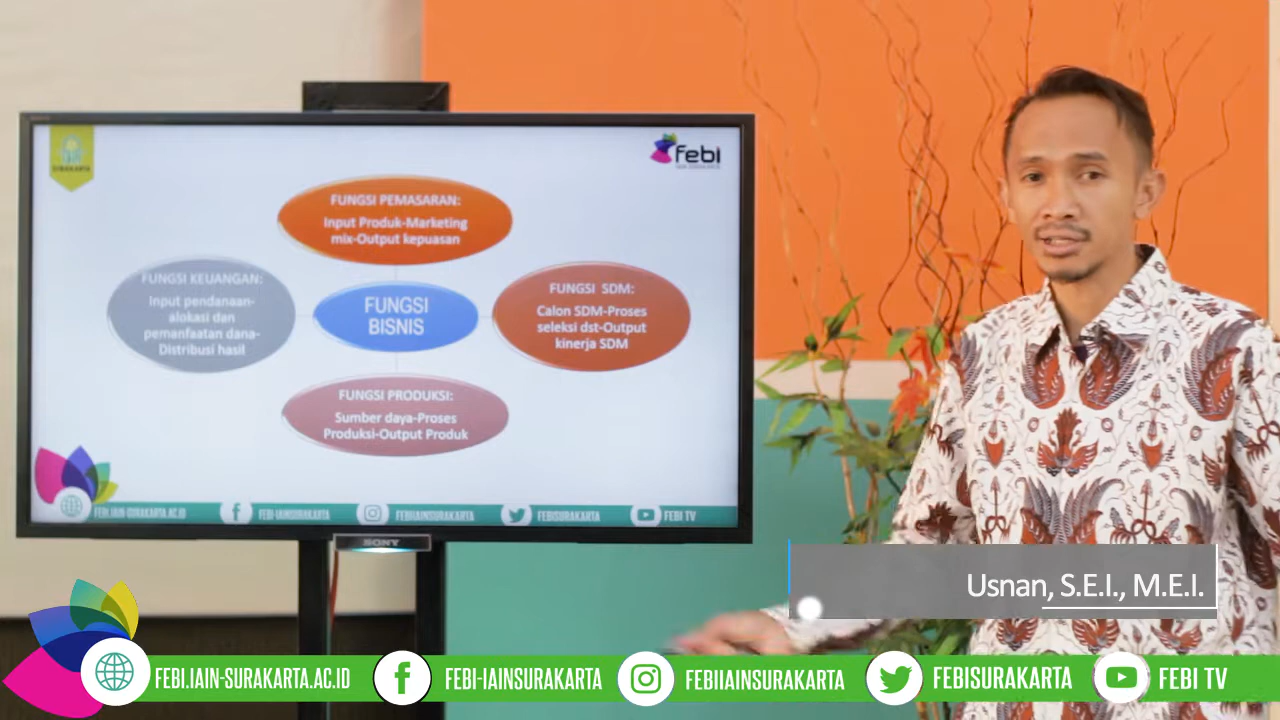 SURAKARTA
febi
FUNGSI PEMASARAN:
Input Produk-Marketing
mix-Output kepuasan
FUNGSI KEUANGAN:
Input pendanaan-
alokasi dan
pemanfaatan dana-
Distribusi hasil
FUNGSI
BISNIS
FUNGSI SDM:
Calon SDM-Proses
seleksi dst-Output
kinerja SDM
FUNGSI PRODUKSI:
Sumber daya-Proses
Produksi-Output Produk
FEBI.IAIN-SURAKARTA.AC.ID
FEBI-IAINSURAKARTA
FEBIIAINSURAKARTA
FEBISURAKARTA
FEBI TV
SONY
Usnan, S.E.I., M.E.I.
FEBI.IAIN-SURAKARTA.AC.ID
FEBI-IAINSURAKARTA
FEBIIAINSURAKARTA
FEBISURAKARTA
FEBI TV